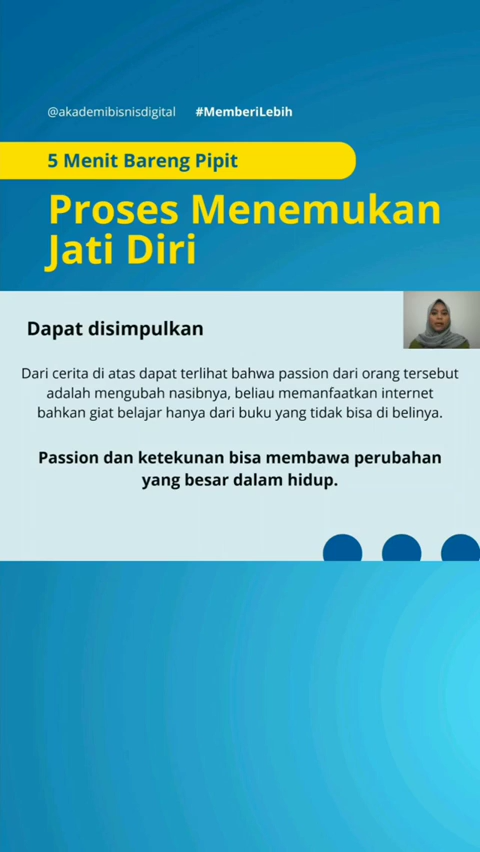 @akademibisnisdigital #MemberiLebih
5 Menit Bareng Pipit
Proses Menemukan
Jati Diri
Dapat disimpulkan
Dari cerita di atas dapat terlihat bahwa passion dari orang tersebut
adalah mengubah nasibnya, beliau memanfaatkan internet
bahkan giat belajar hanya dari buku yang tidak bisa di belinya.
Passion dan ketekunan bisa membawa perubahan
yang besar dalam hidup.